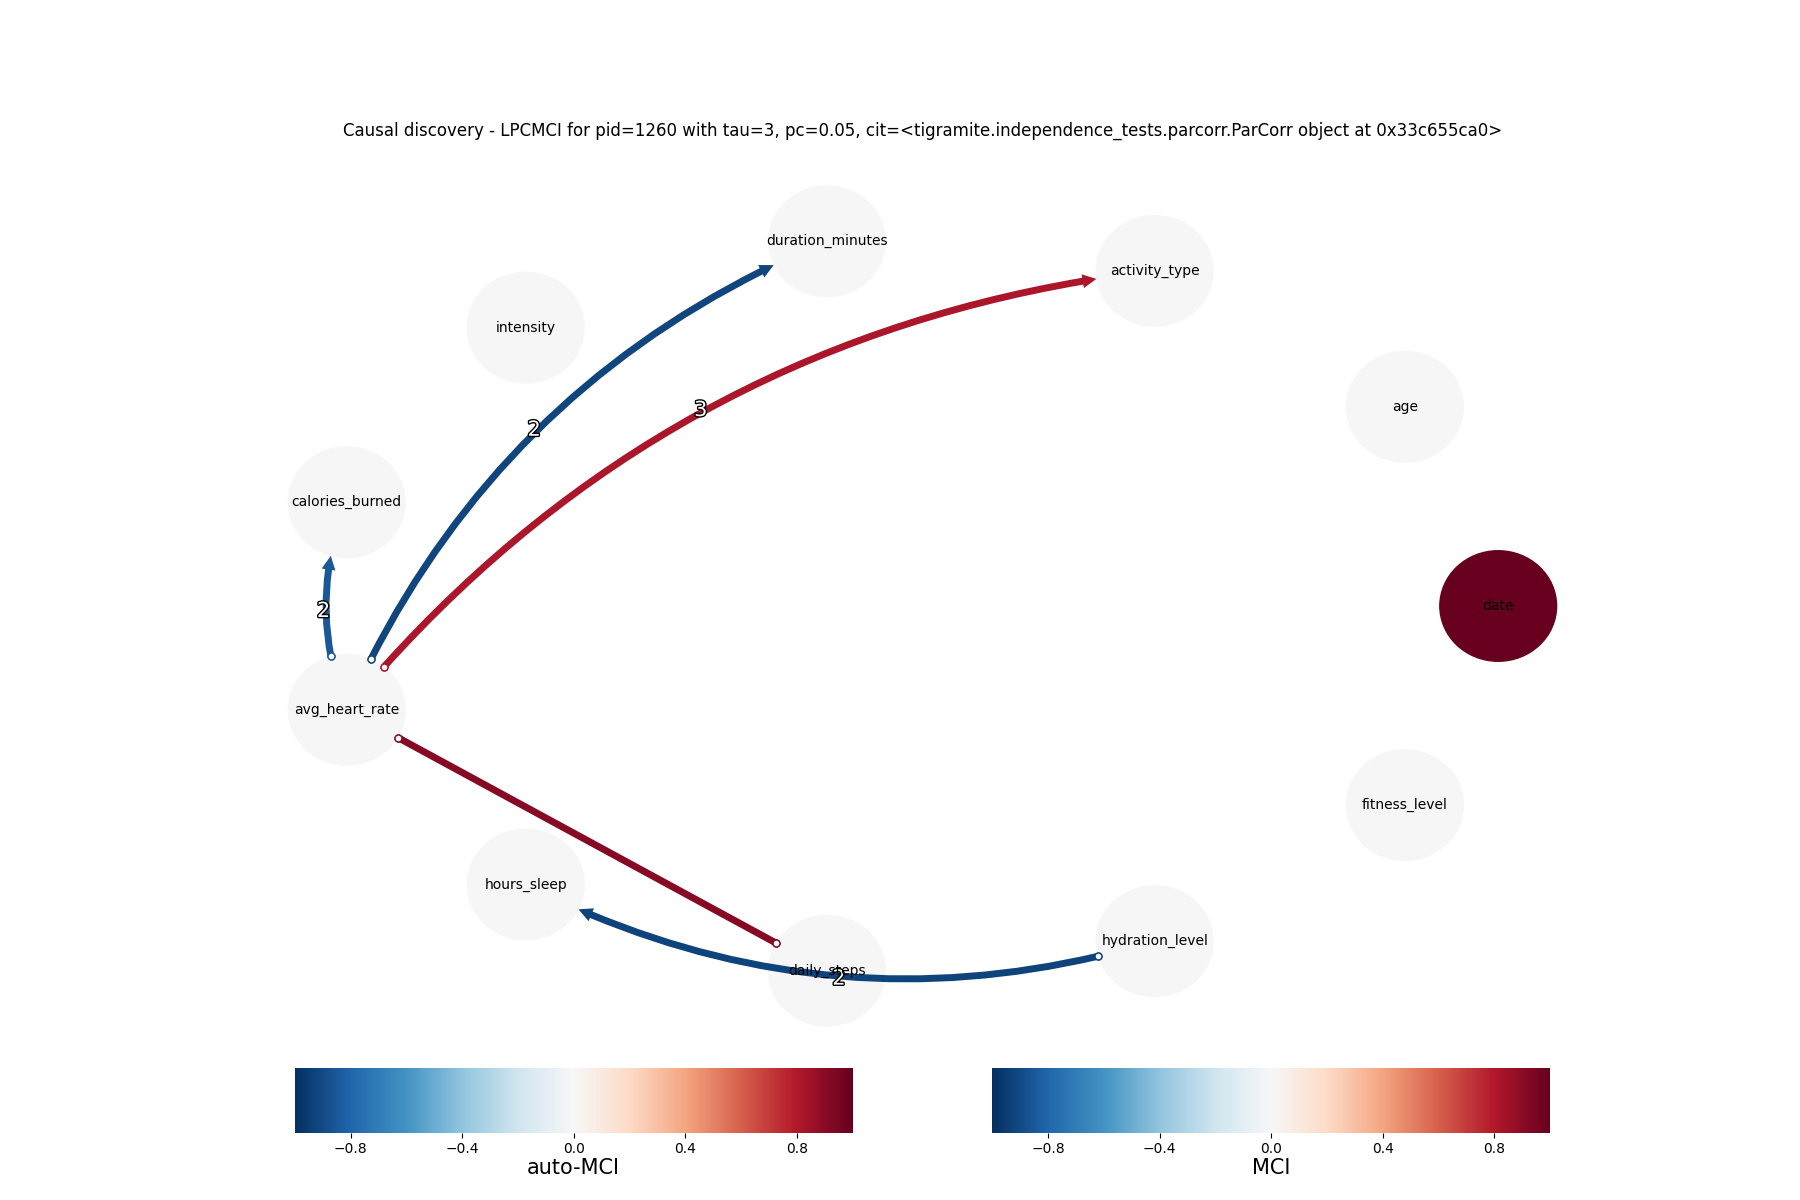 Causal discovery - LPCMCI for pid=1260 with tau=3, pc=0.05, cit=<tigramite.independence_tests.parcorr.ParCorr object at 0x33c655ca0>
duration_minutes
activity_type
intensity
age
3
2
calories_burned
date
2
avg_heart_rate
fitness_level
hours_sleep
hydration_level
daily_steps
2
−0.8 −0.4 0.0 0.4 0.8
auto-MCI
−0.8 −0.4 0.0 0.4 0.8
MCI